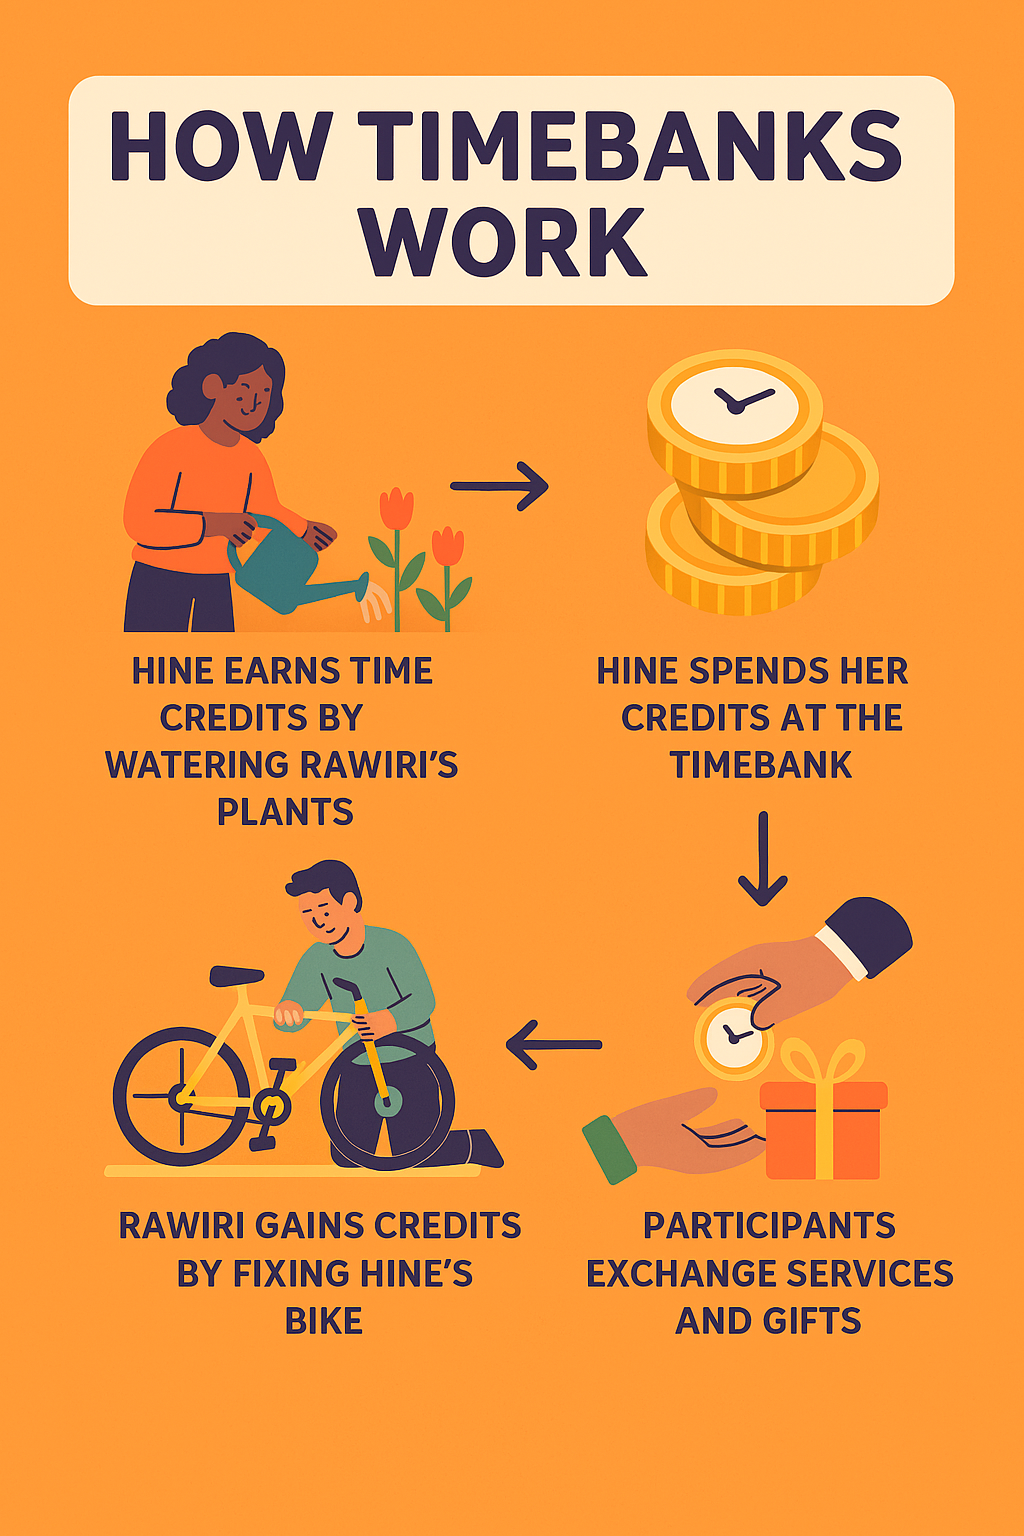 HOW TIMEBANKS
WORK
HINE EARNS TIME
CREDITS BY
WATERING RAWIRI'S
PLANTS
HINE SPENDS HER
CREDITS AT THE
TIMEBANK
RAWIRI GAINS CREDITS
BY FIXING HINE'S
BIKE
PARTICIPANTS
EXCHANGE SERVICES
AND GIFTS